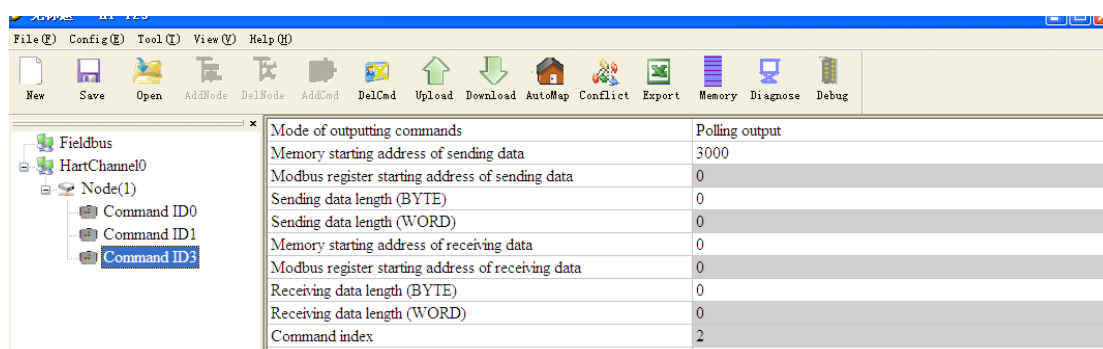 File(F) Config(E) Tool(T) View(V) Help(H)
New Save Open AddNode DelNode AddCmd DelCmd Upload Download AutoMap Conflict Export Memory Diagnose Debug
Fieldbus
HartChannel0
Node(1)
Command ID0
Command ID1
Command ID3
Mode of outputting commands Polling output
Memory starting address of sending data 3000
Modbus register starting address of sending data 0
Sending data length (BYTE) 0
Sending data length (WORD) 0
Memory starting address of receiving data 0
Modbus register starting address of receiving data 0
Receiving data length (BYTE) 0
Receiving data length (WORD) 0
Command index 2